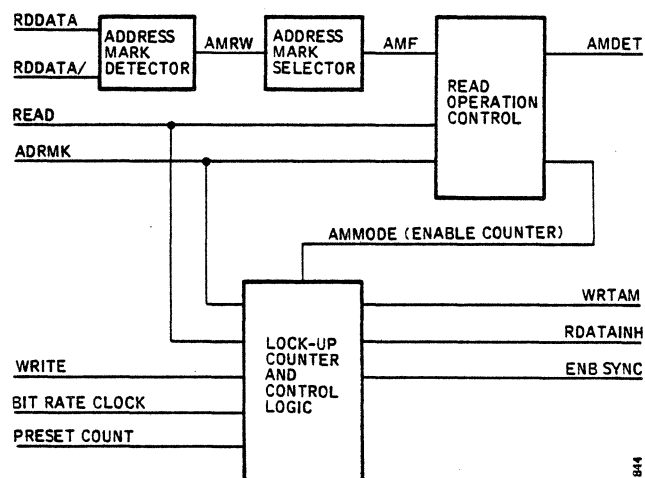 RDDATA
RDDATA/
ADDRESS
MARK
DETECTOR
AMRW
ADDRESS
MARK
SELECTOR
AMF
READ
OPERATION
CONTROL
AMDET
READ
ADRMK
AMMODE (ENABLE COUNTER)
LOCK-UP
COUNTER
AND
CONTROL
LOGIC
WRTAM
RDATAINH
ENB SYNC
WRITE
BIT RATE CLOCK
PRESET COUNT
844